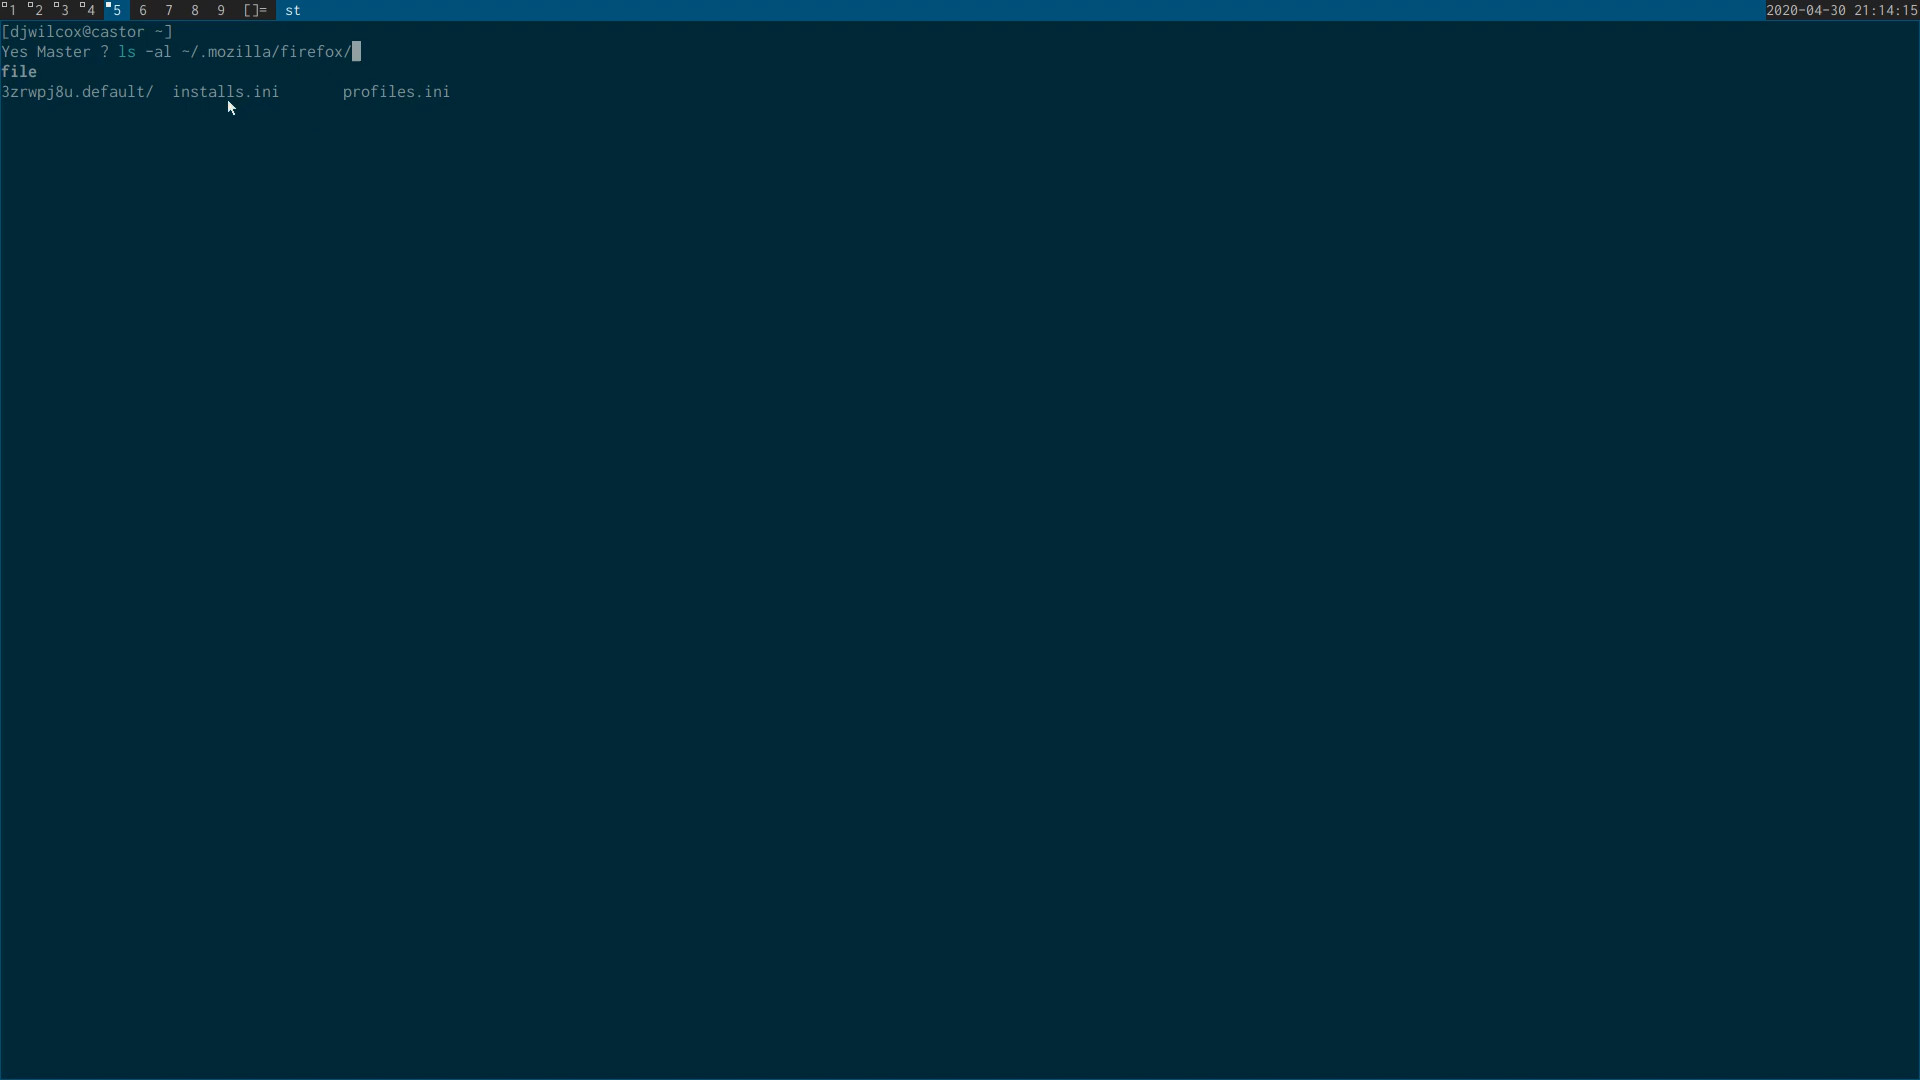 1 2 3 4 5 6 7 8 9 []= st 2020-04-30 21:14:15
[djwilcox@castor ~]
Yes Master ? ls -al ~/.mozilla/firefox/
file
3zrwpj8u.default/ installs.ini profiles.ini